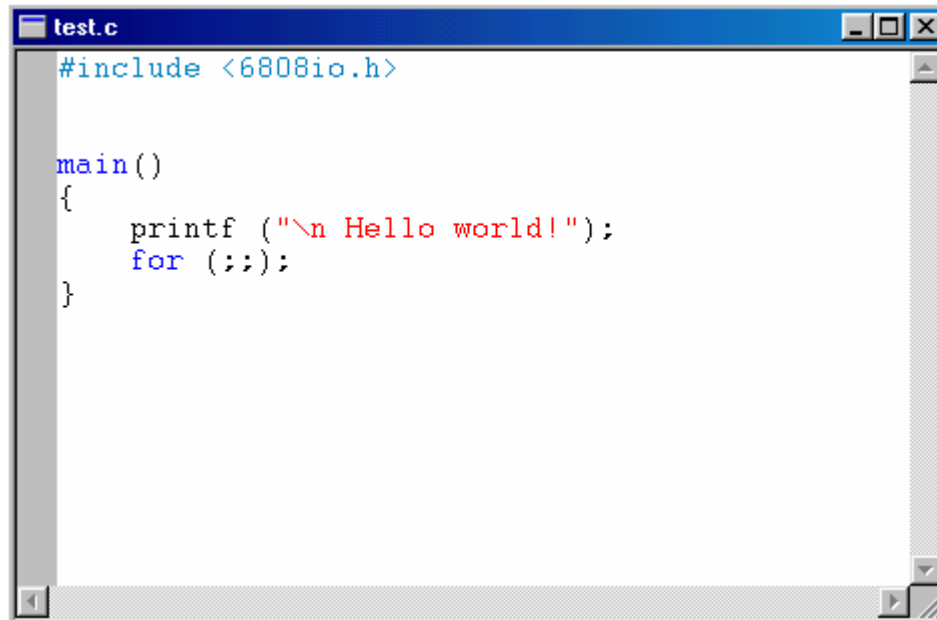 test.c
#include <6808io.h>
main()
{
    printf ("\n Hello world!");
    for (;;);
}